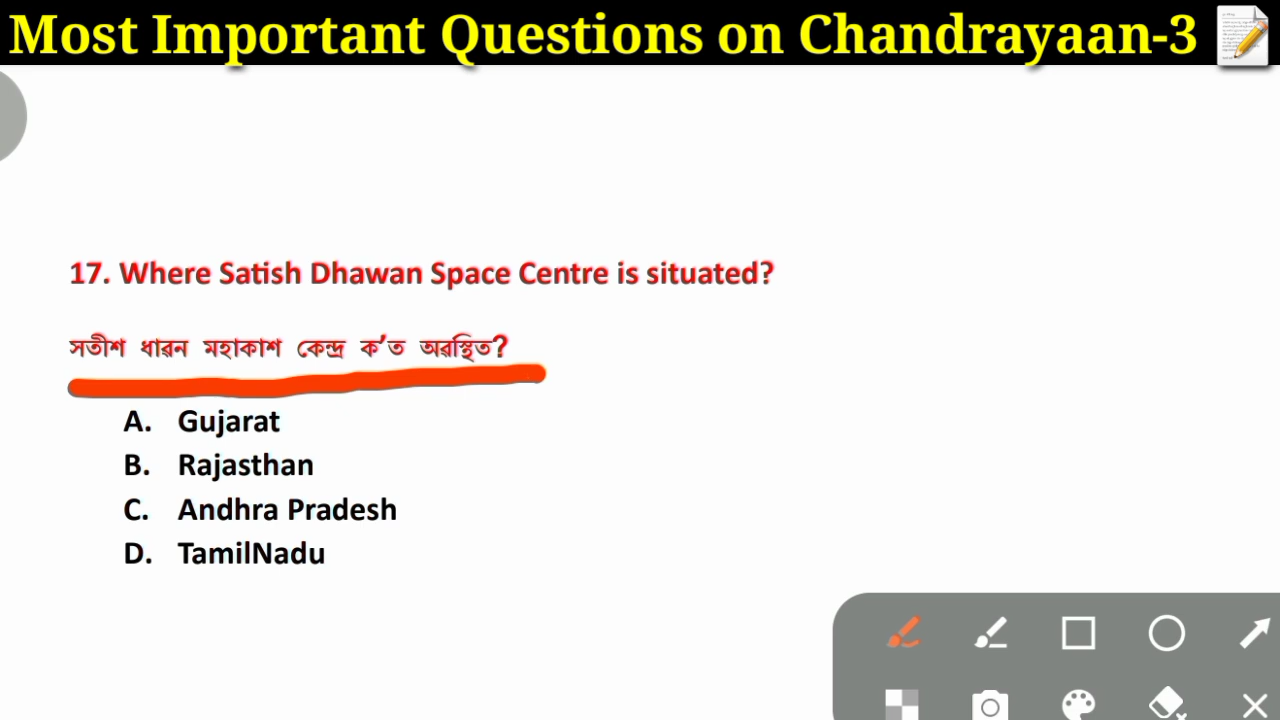 Most Important Questions on Chandrayaan-3
17. Where Satish Dhawan Space Centre is situated?
সতীশ ধাৱন মহাকাশ কেন্দ্ৰ ক’ত অৱস্থিত?
A. Gujarat
B. Rajasthan
C. Andhra Pradesh
D. TamilNadu